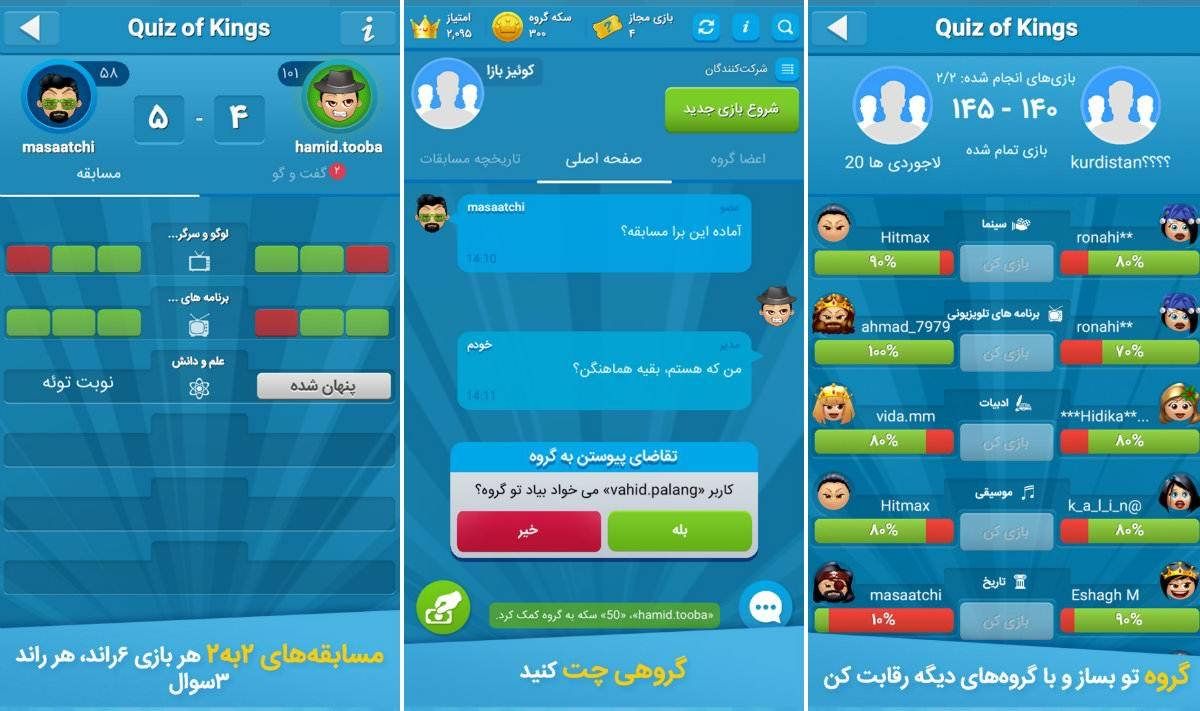 Quiz of Kings
۵۸
۱۰۱
۵ - ۴
masaatchi
hamid.tooba
مسابقه
گفت و گو
۲
لوگو و سرگر...
برنامه های ...
علم و دانش
نوبت توئه
پنهان شده
مسابقه‌های ۲به۲ هر بازی ۶راند، هر راند
۳سوال
امتیاز
۲,۰۹۵
سکه گروه
۳۰۰
بازی مجاز
۴
کوئیز بازا
شرکت‌کنندگان
شروع بازی جدید
اعضا گروه
صفحه اصلی
تاریخچه مسابقات
masaatchi
عضو
آماده این برا مسابقه؟
14:10
خودم
مدیر
من که هستم، بقیه هماهنگن؟
14:11
تقاضای پیوستن به گروه
کاربر «vahid.palang» می خواد بیاد تو گروه؟
خیر
بله
«hamid.tooba»، «50» سکه به گروه کمک کرد.
گروهی چت کنید
Quiz of Kings
بازی‌های انجام شده: ۲/۲
۱۴۵ - ۱۴۰
بازی تمام شده
لاجوردی ها 20
kurdistan؟؟؟؟
سینما
Hitmax
ronahi**
۹۰%
بازی کن
۸۰%
برنامه های تلویزیونی
ahmad_7979
ronahi**
۱۰۰%
بازی کن
۷۰%
ادبیات
vida.mm
***Hidika**...
۸۰%
بازی کن
۸۰%
موسیقی
Hitmax
k_a_l_i_n@
۸۰%
بازی کن
۸۰%
تاریخ
masaatchi
Eshagh M
۱۰%
بازی کن
۹۰%
گروه تو بساز و با گروه‌های دیگه رقابت کن